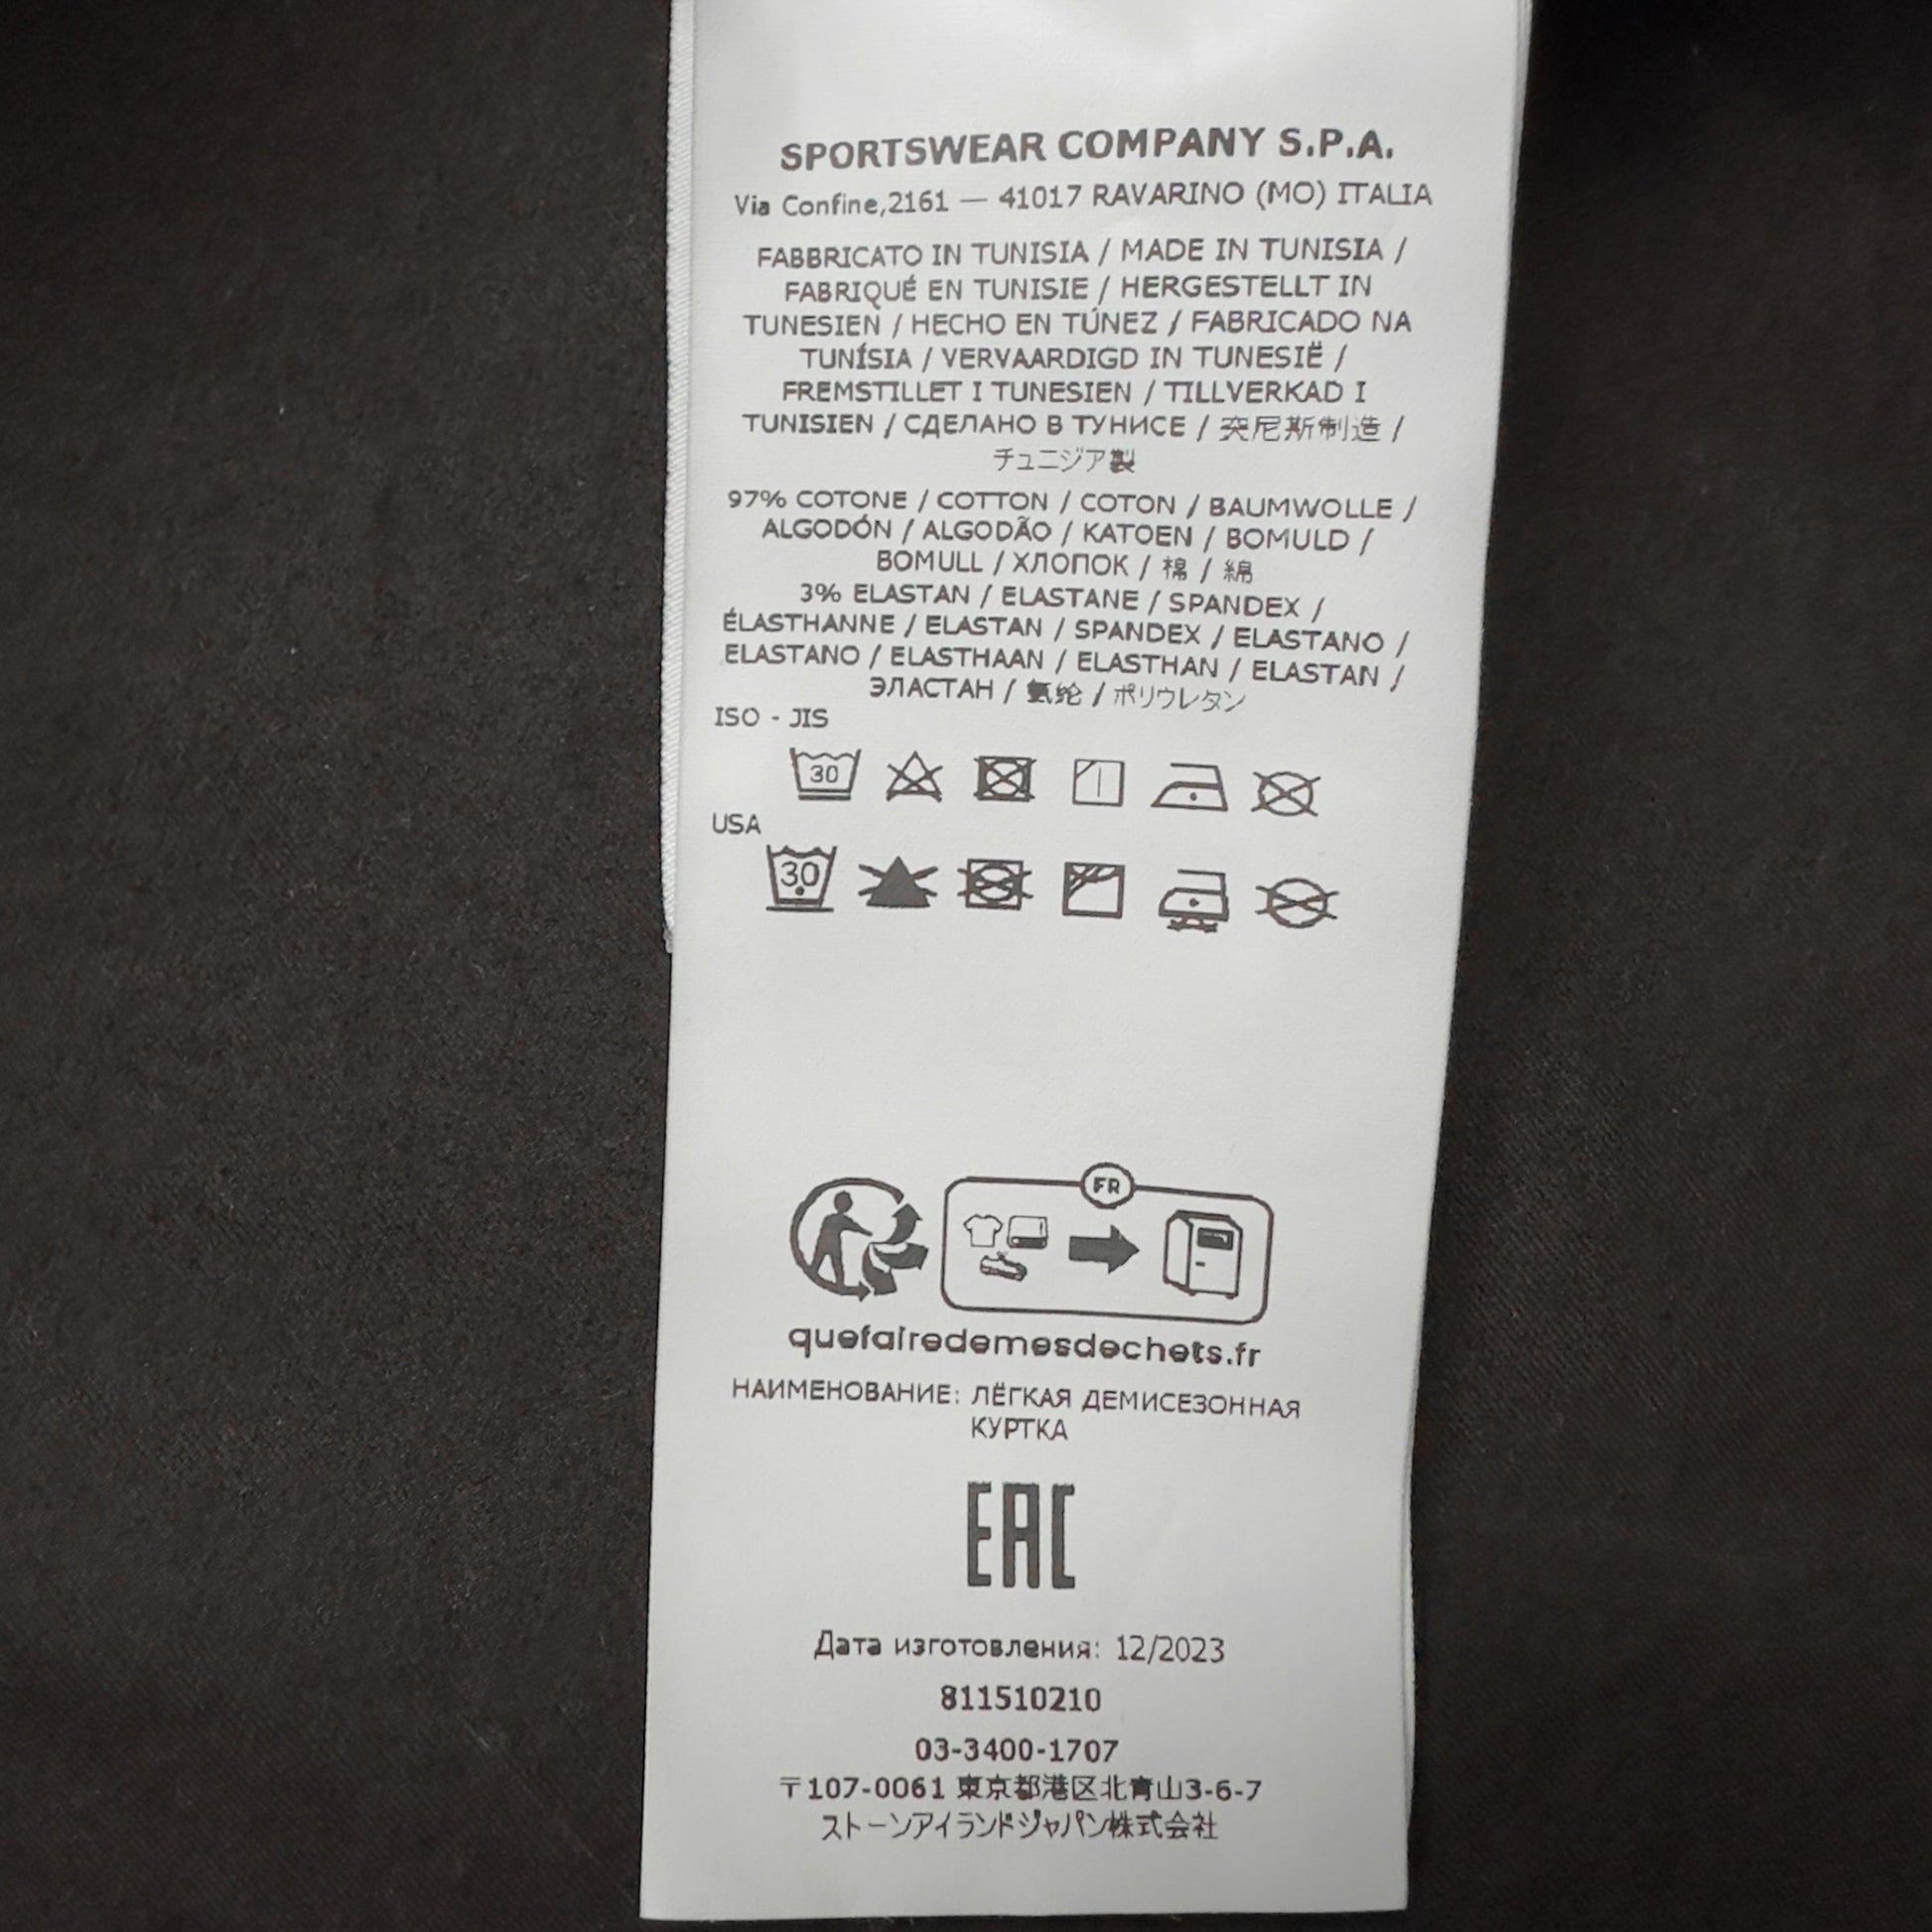 SPORTSWEAR COMPANY S.P.A.
Via Confine,2161 — 41017 RAVARINO (MO) ITALIA
FABBRICATO IN TUNISIA / MADE IN TUNISIA /
FABRIQUÉ EN TUNISIE / HERGESTELLT IN
TUNESIEN / HECHO EN TÚNEZ / FABRICADO NA
TUNÍSIA / VERVAARDIGD IN TUNESIË /
FREMSTILLET I TUNESIEN / TILLVERKAD I
TUNISIEN / СДЕЛАНО В ТУНИСЕ / 突尼斯制造 /
チュニジア製
97% COTONE / COTTON / COTON / BAUMWOLLE /
ALGODÓN / ALGODÃO / KATOEN / BOMULD /
BOMULL / ХЛОПОК / 棉 / 綿
3% ELASTAN / ELASTANE / SPANDEX /
ÉLASTHANNE / ELASTAN / SPANDEX / ELASTANO /
ELASTANO / ELASTHAAN / ELASTHAN / ELASTAN /
ЭЛАСТАН / 氨纶 / ポリウレタン
ISO - JIS
30
USA
30
FR
quefairedemesdechets.fr
НАИМЕНОВАНИЕ: ЛЁГКАЯ ДЕМИСЕЗОННАЯ
КУРТКА
EAC
Дата изготовления: 12/2023
811510210
03-3400-1707
〒107-0061 東京都港区北青山3-6-7
ストーンアイランドジャパン株式会社